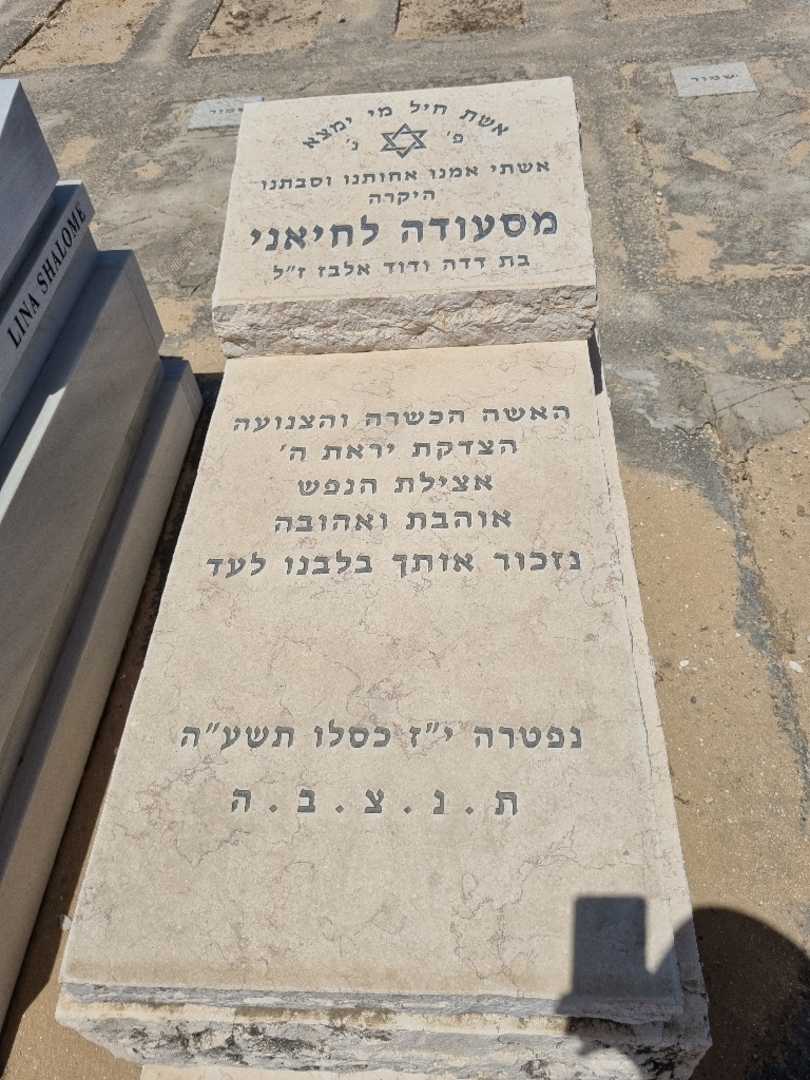 אשת חיל מי ימצא
פ' נ'
אשתי אמנו אחותנו וסבתנו
היקרה
מסעודה לחיאני
בת דדה ודוד אלבז ז"ל
האשה הכשרה והצנועה
הצדקת יראת ה'
אצילת הנפש
אוהבת ואהובה
נזכור אותך בלבנו לעד
נפטרה י"ז כסלו תשע"ה
ת . נ . צ . ב . ה
LINA SHALOME
שמור
שמור